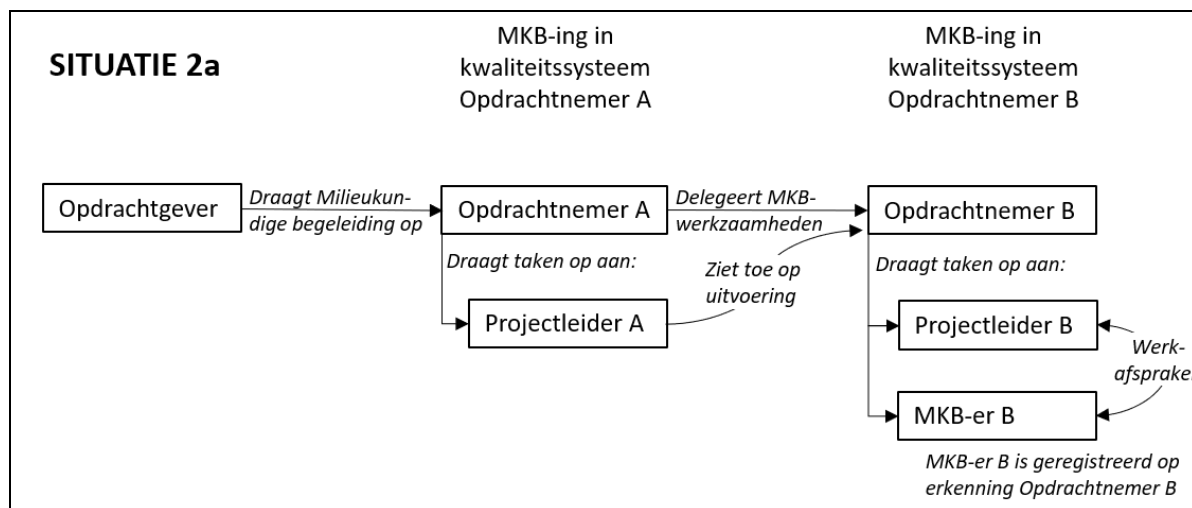 SITUATIE 2a
MKB-ing in
kwaliteitssysteem
Opdrachtnemer A
MKB-ing in
kwaliteitssysteem
Opdrachtnemer B
Opdrachtgever
Draagt Milieukun-
dige begeleiding op
Opdrachtnemer A
Delegeert MKB-
werkzaamheden
Opdrachtnemer B
Draagt taken op aan:
Ziet toe op
uitvoering
Draagt taken op aan:
Projectleider A
Projectleider B
Werk-
afspraken
MKB-er B
MKB-er B is geregistreerd op
erkenning Opdrachtnemer B